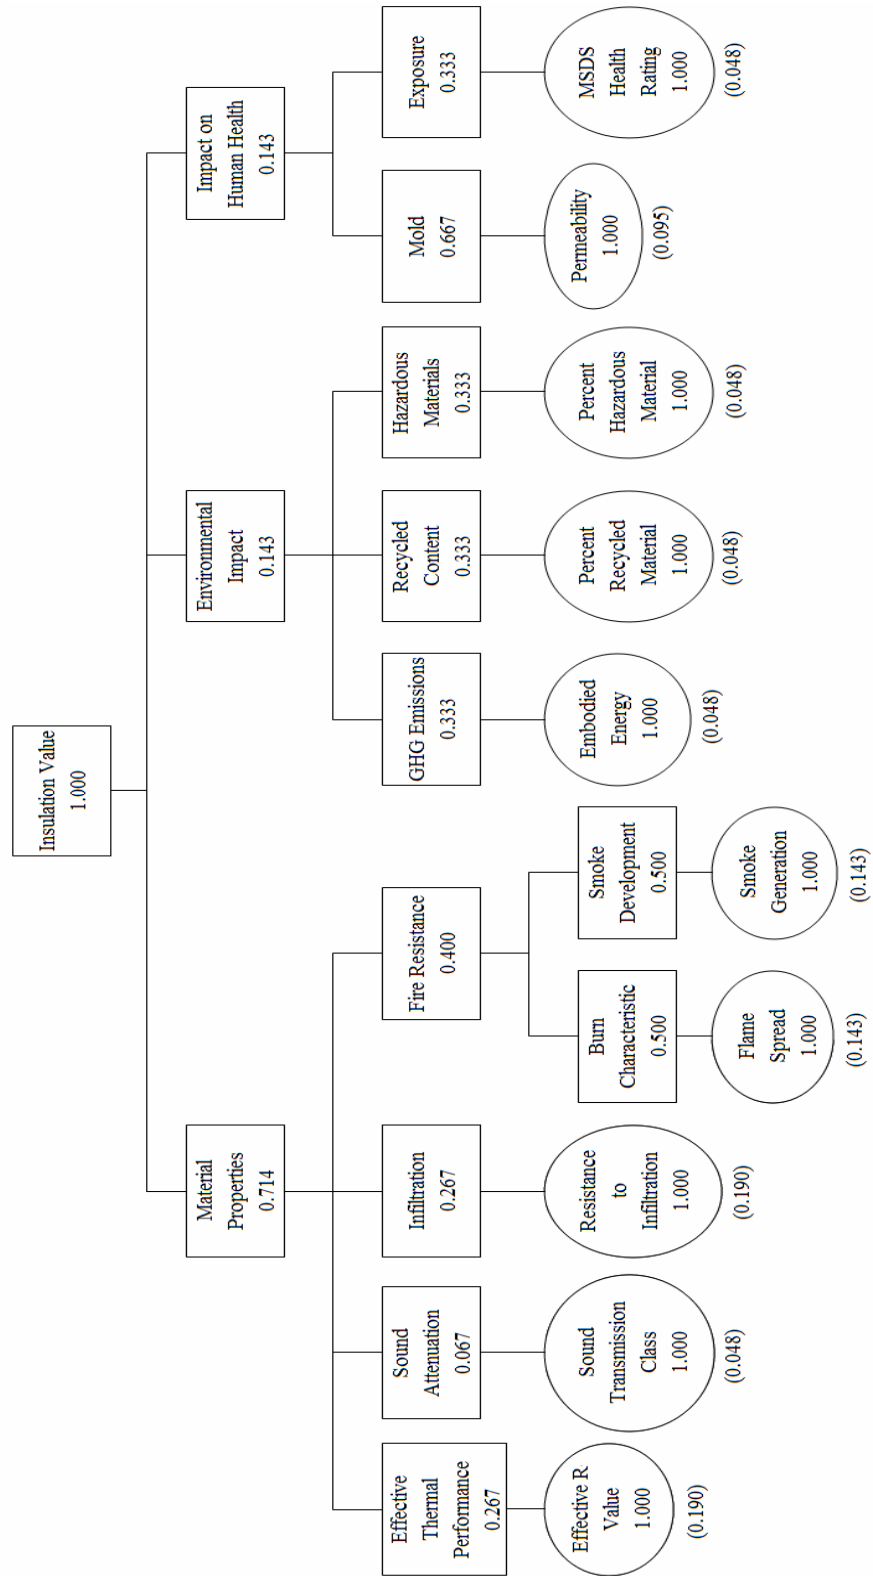 Insulation Value
1.000
Material
Properties
0.714
Environmental
Impact
0.143
Impact on
Human Health
0.143
Effective
Thermal
Performance
0.267
Sound
Attenuation
0.067
Infiltration
0.267
Fire Resistance
0.400
GHG Emissions
0.333
Recycled
Content
0.333
Hazardous
Materials
0.333
Mold
0.667
Exposure
0.333
Effective R
Value
1.000
(0.190)
Sound
Transmission
Class
1.000
(0.048)
Resistance
to
Infiltration
1.000
(0.190)
Burn
Characteristic
0.500
Smoke
Development
0.500
Flame
Spread
1.000
(0.143)
Smoke
Generation
1.000
(0.143)
Embodied
Energy
1.000
(0.048)
Percent
Recycled
Material
1.000
(0.048)
Percent
Hazardous
Material
1.000
(0.048)
Permeability
1.000
(0.095)
MSDS
Health
Rating
1.000
(0.048)